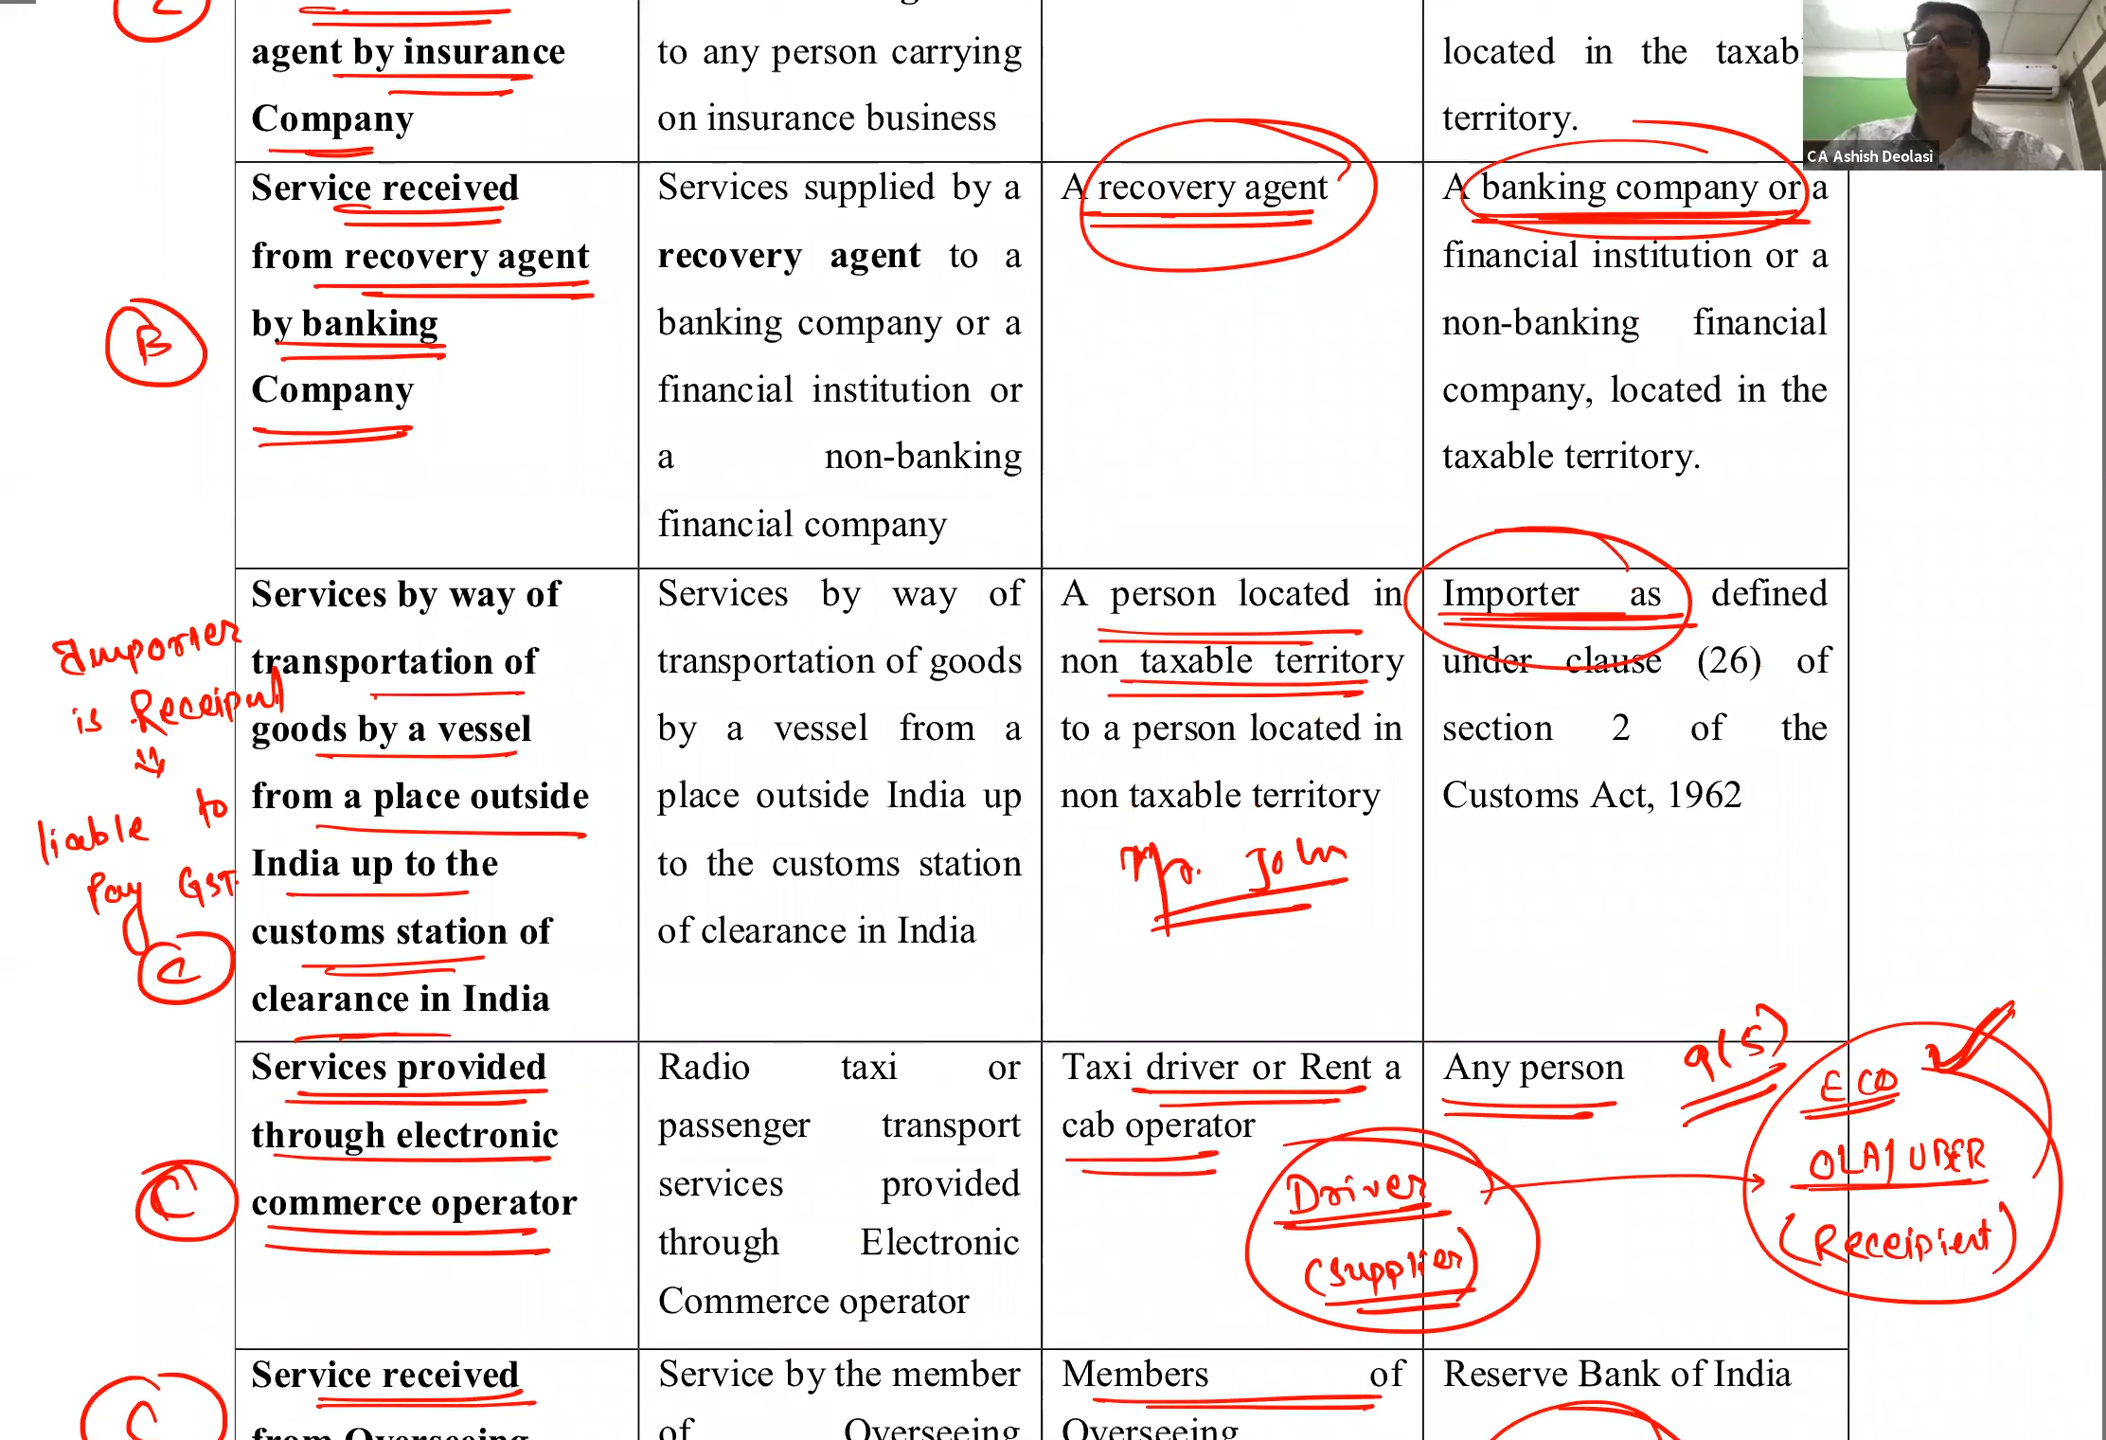 agent by insurance
Company
to any person carrying
on insurance business
located in the
territory.
CA Ashish Deolasi
Service received
from recovery agent
by banking
Company
B
Services supplied by a
recovery agent to a
banking company or a
financial institution or
a non-banking
financial company
A recovery agent
A banking company or a
financial institution or a
non-banking financial
company, located in the
taxable territory.
Services by way of
transportation of
goods by a vessel
from a place outside
India up to the
customs station of
clearance in India
Importer
is
liable to
Pay GST.
Services by way of
transportation of goods
by a vessel from a
place outside India up
to the customs station
of clearance in India
A person located in
non taxable territory
to a person located in
non taxable territory
Mr. John
Importer as defined
under clause (26) of
section 2 of the
Customs Act, 1962
Services provided
through electronic
commerce operator
C
Radio taxi or
passenger transport
services provided
through Electronic
Commerce operator
Taxi driver or Rent a
cab operator
Driver
(Supplier)
Any person
9(5)
ECO
OLA/UBER
(Receipient)
Service received
from Overseeing
C
Service by the member
of Overseeing
Members of
Overseeing
Reserve Bank of India